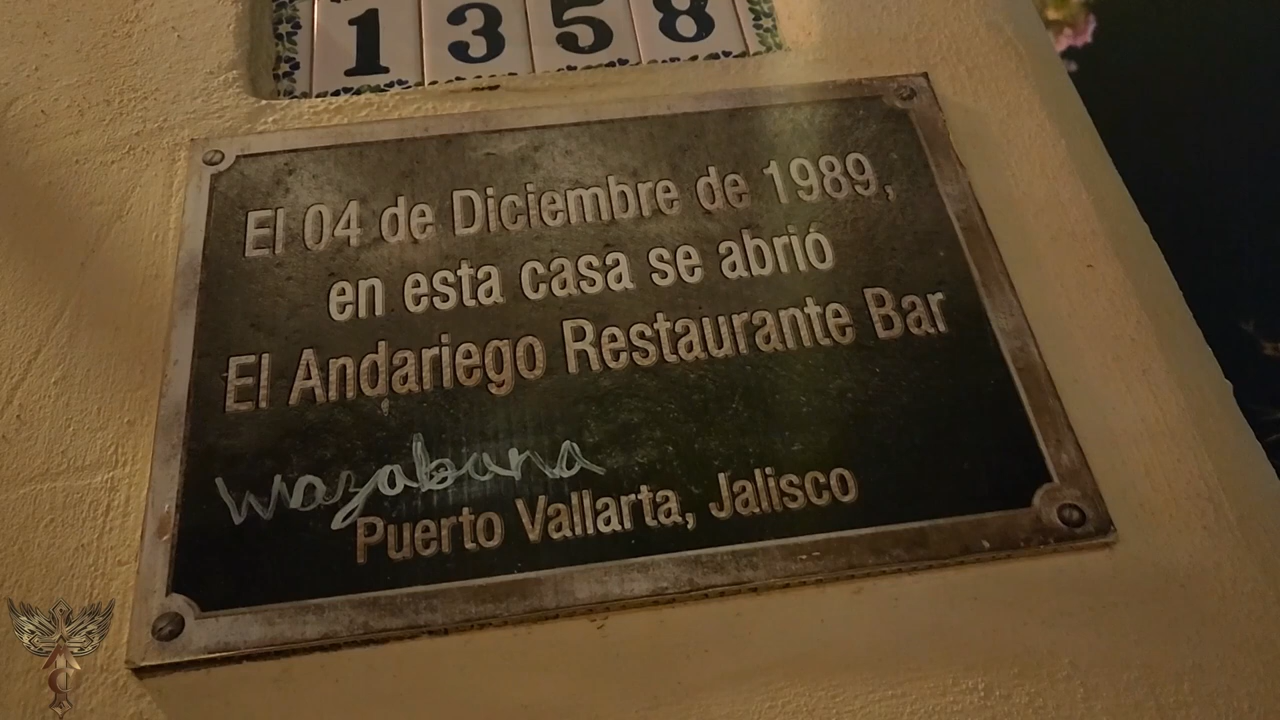 1358
El 04 de Diciembre de 1989,
en esta casa se abrió
El Andariego Restaurante Bar
wazabana
Puerto Vallarta, Jalisco